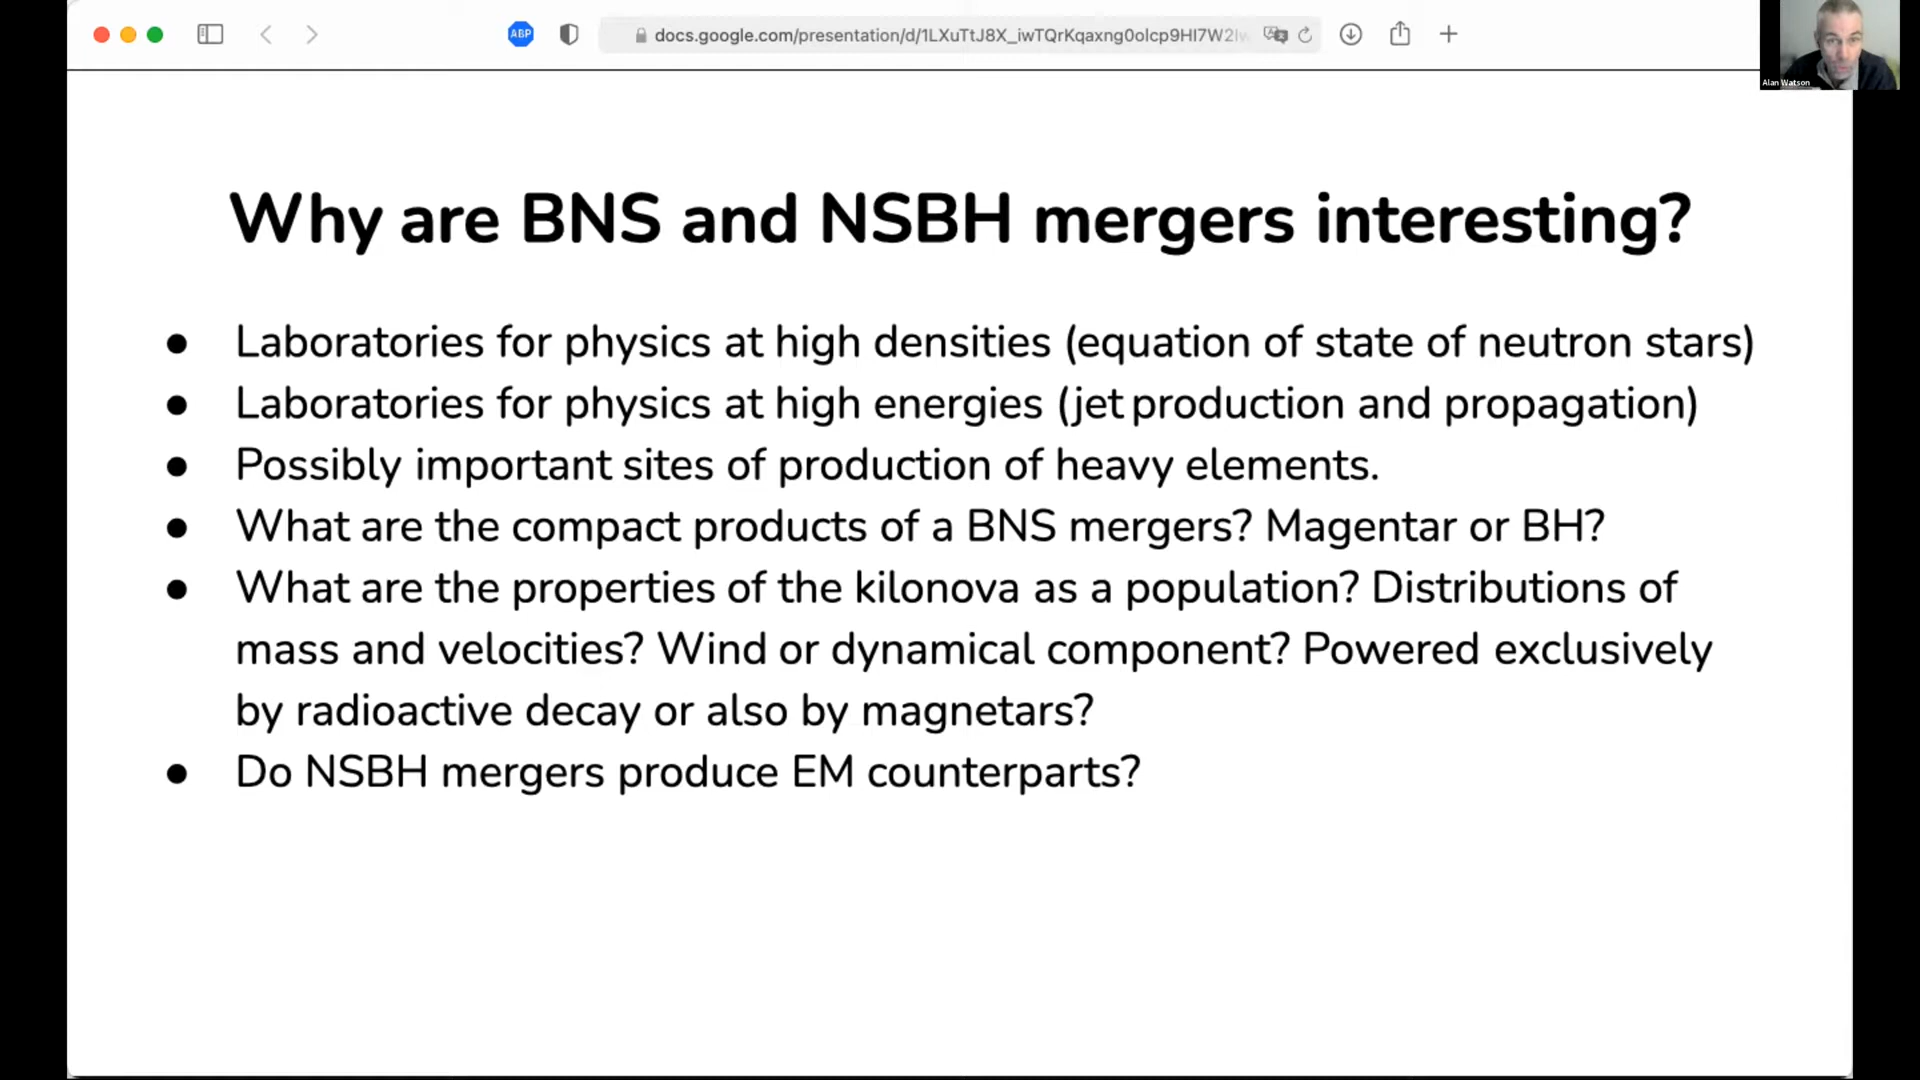 ABP
docs.google.com/presentation/d/1LXuTtJ8X_iwTQrKqaxng0olcp9HI7W2
Alan Watson
Why are BNS and NSBH mergers interesting?
● Laboratories for physics at high densities (equation of state of neutron stars)
● Laboratories for physics at high energies (jet production and propagation)
● Possibly important sites of production of heavy elements.
● What are the compact products of a BNS mergers? Magentar or BH?
● What are the properties of the kilonova as a population? Distributions of
mass and velocities? Wind or dynamical component? Powered exclusively
by radioactive decay or also by magnetars?
● Do NSBH mergers produce EM counterparts?